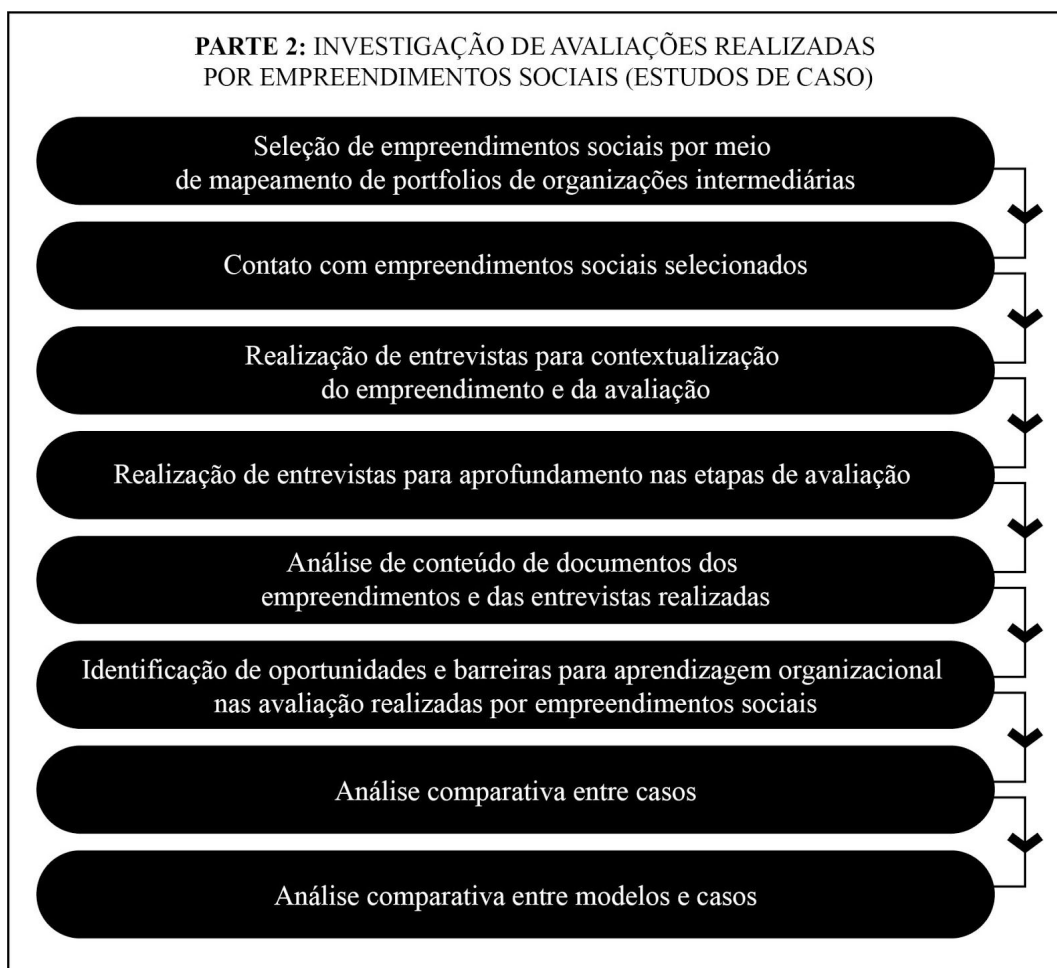 PARTE 2: INVESTIGAÇÃO DE AVALIAÇÕES REALIZADAS
POR EMPREENDIMENTOS SOCIAIS (ESTUDOS DE CASO)
Seleção de empreendimentos sociais por meio
de mapeamento de portfolios de organizações intermediárias
Contato com empreendimentos sociais selecionados
Realização de entrevistas para contextualização
do empreendimento e da avaliação
Realização de entrevistas para aprofundamento nas etapas de avaliação
Análise de conteúdo de documentos dos
empreendimentos e das entrevistas realizadas
Identificação de oportunidades e barreiras para aprendizagem organizacional
nas avaliação realizadas por empreendimentos sociais
Análise comparativa entre casos
Análise comparativa entre modelos e casos